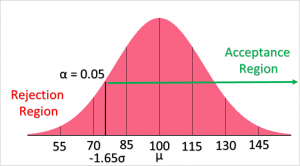 Acceptance
Region
α = 0.05
Rejection
Region
55 70 85 100 115 130 145
-1.65σ μ